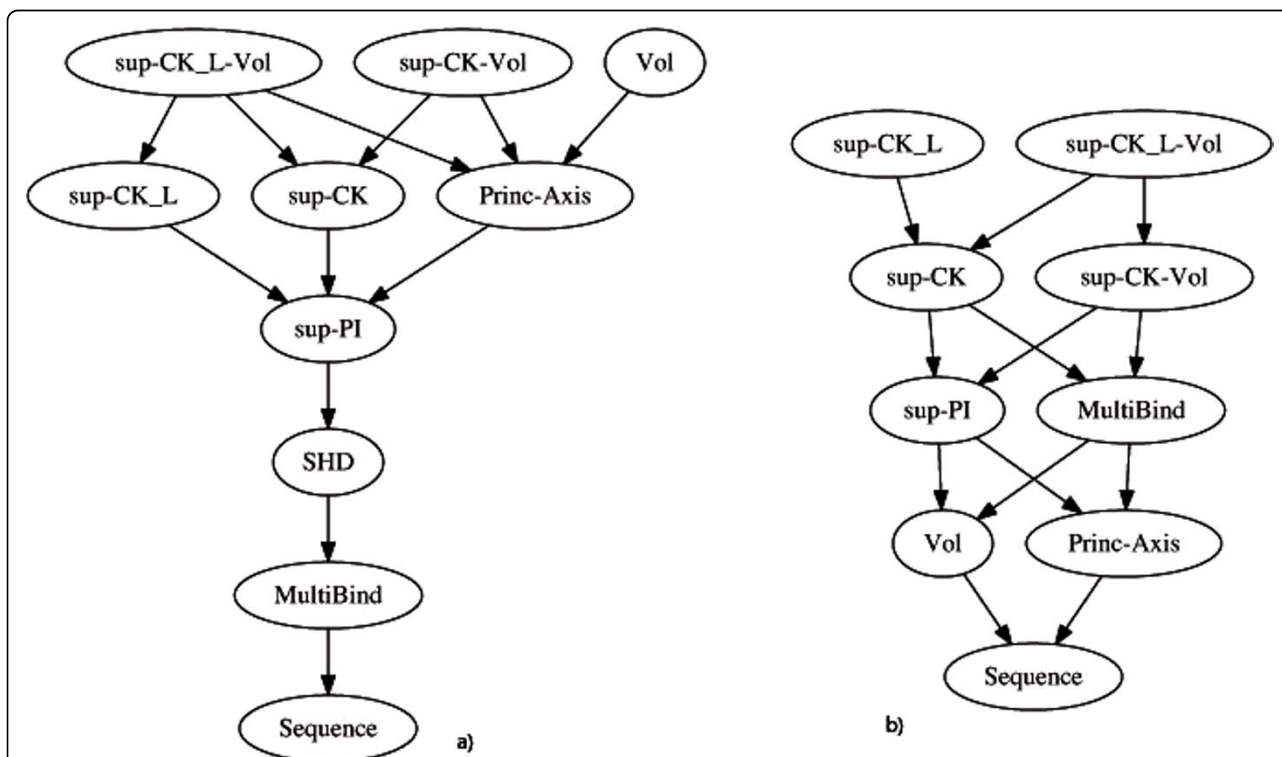 sup-CK_L-Vol
sup-CK-Vol
Vol
sup-CK_L
sup-CK
Princ-Axis
sup-PI
SHD
MultiBind
Sequence
a)
sup-CK_L
sup-CK_L-Vol
sup-CK
sup-CK-Vol
sup-PI
MultiBind
Vol
Princ-Axis
Sequence
b)